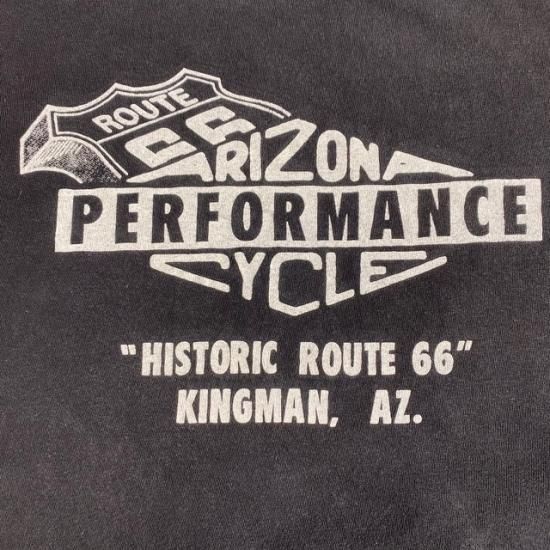 ROUTE
66
ARIZONA
PERFORMANCE
CYCLE
"HISTORIC ROUTE 66"
KINGMAN, AZ.